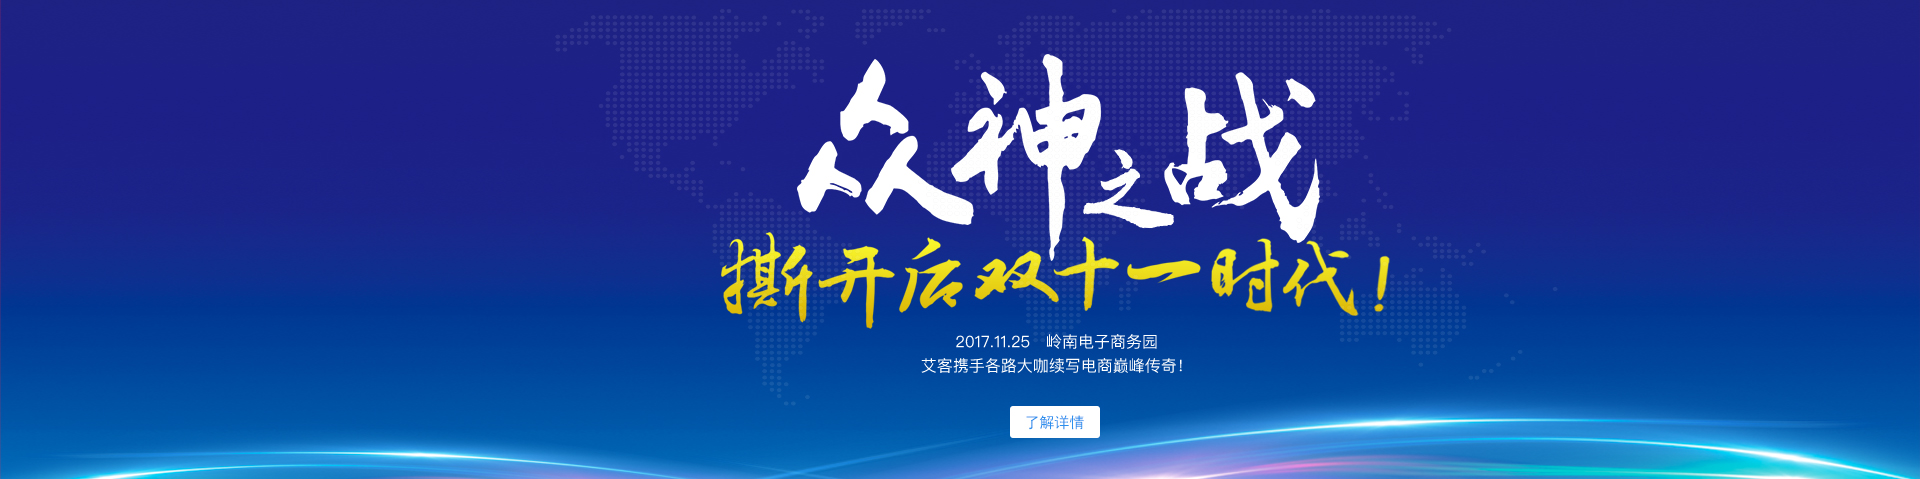 众神之战
撕开后双十一时代!
2017.11.25 岭南电子商务园
艾客携手各路大咖续写电商巅峰传奇!
了解详情